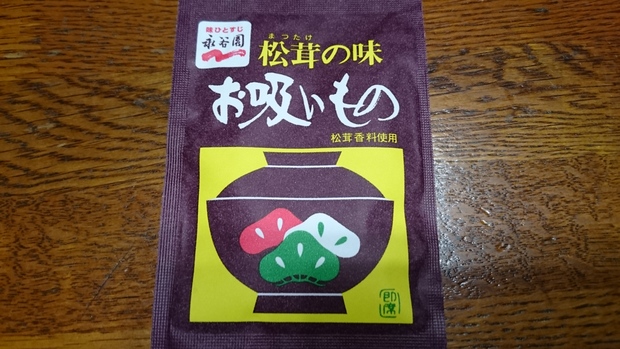 味ひとすじ
永谷園
まつたけ
松茸の味
お吸いもの
松茸香料使用
即席